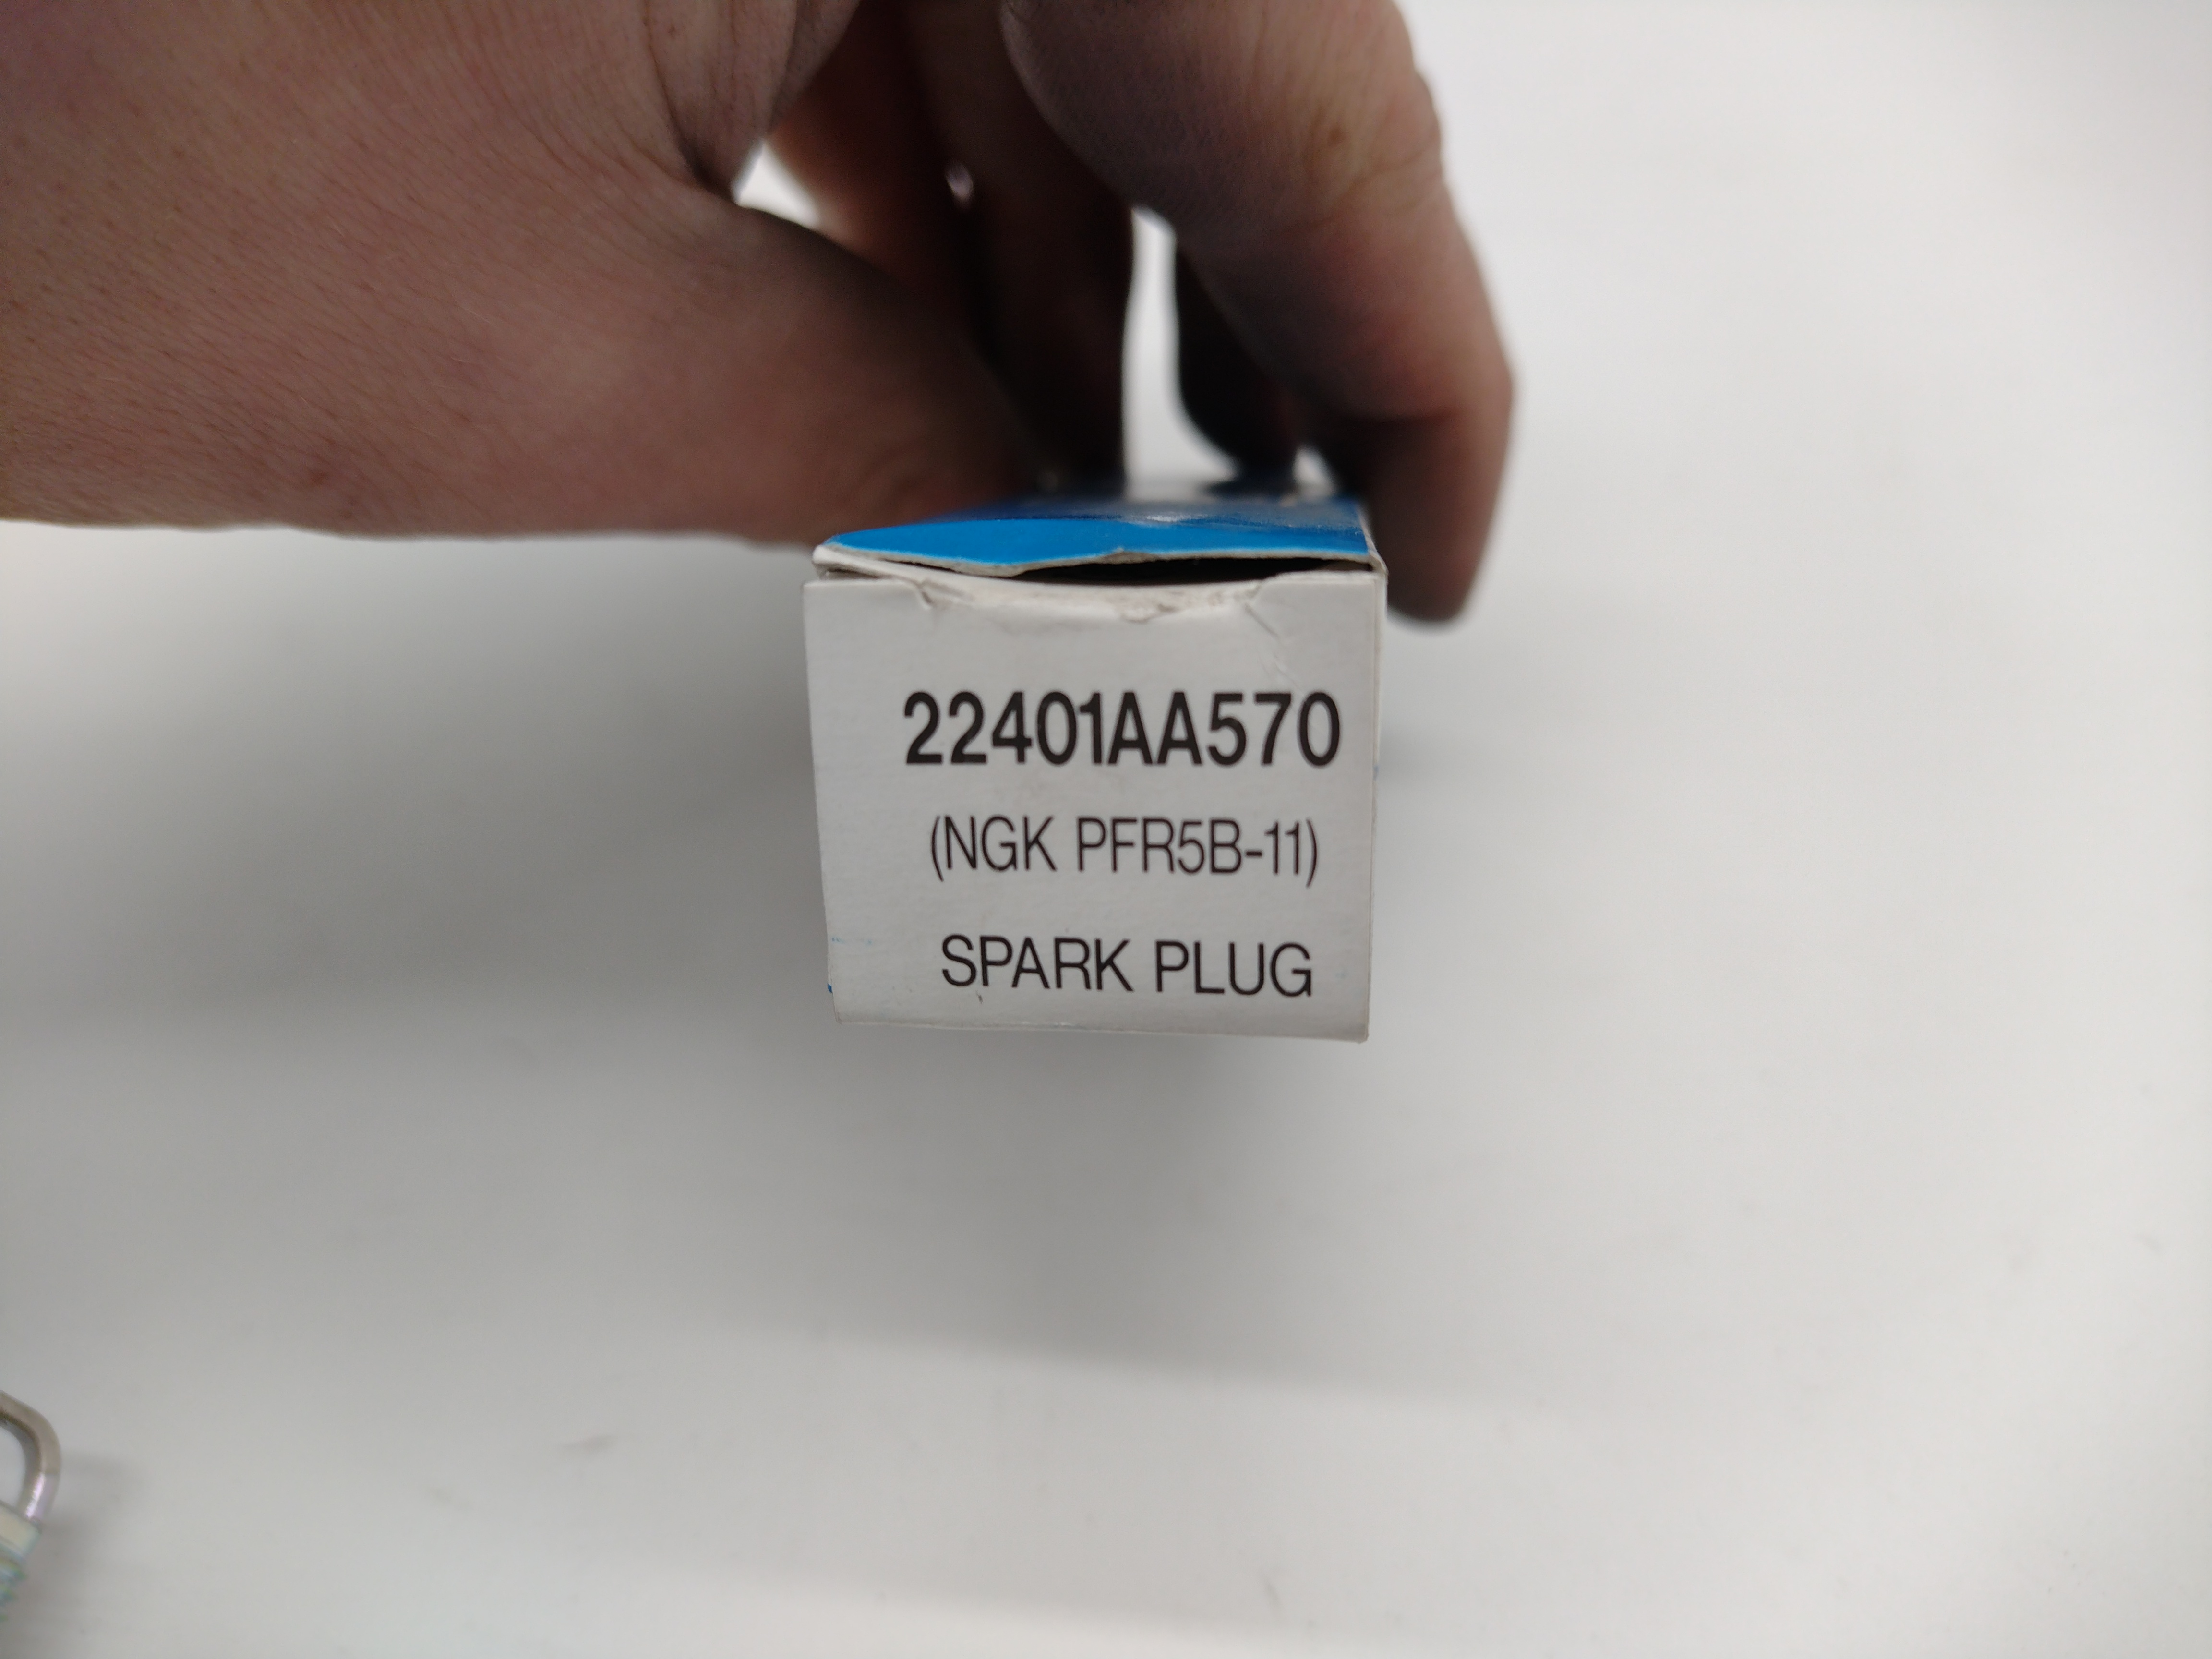 22401AA570
(NGK PFR5B-11)
SPARK PLUG